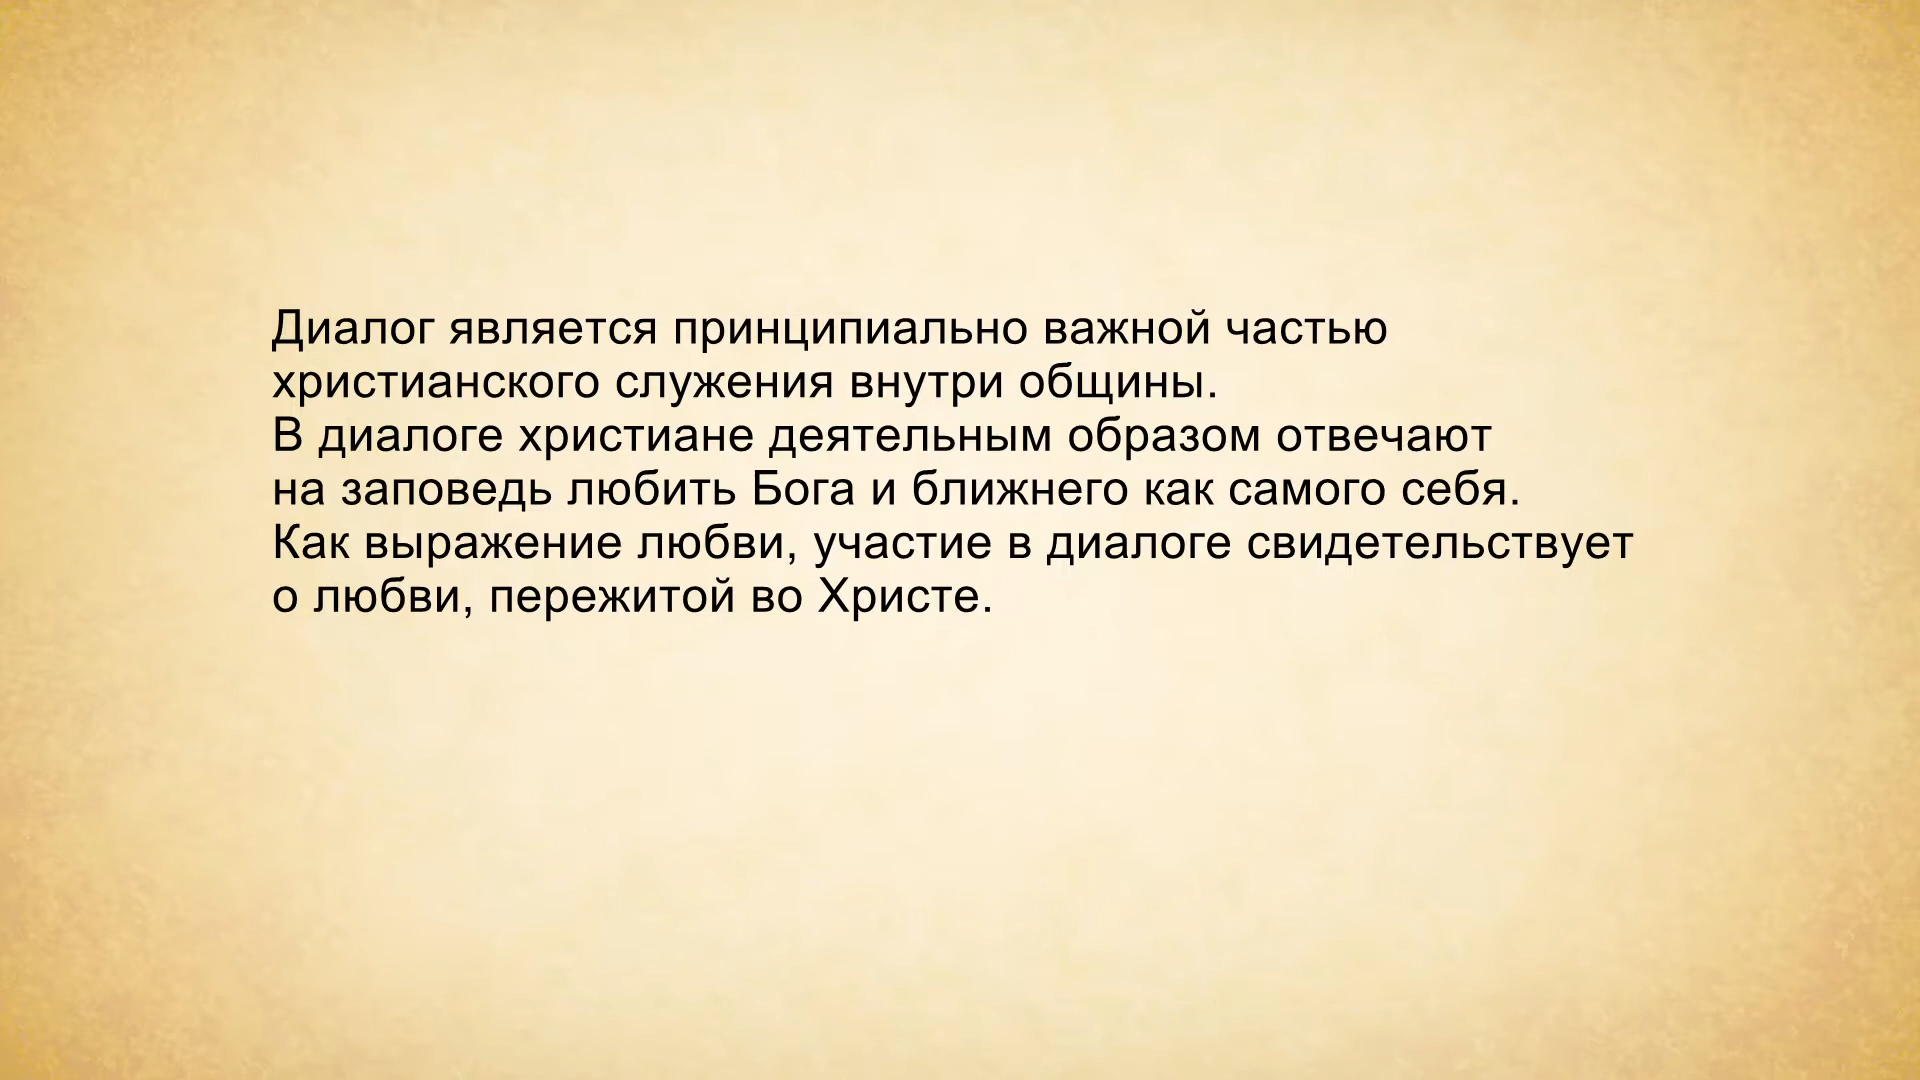 Диалог является принципиально важной частью
христианского служения внутри общины.
В диалоге христиане деятельным образом отвечают
на заповедь любить Бога и ближнего как самого себя.
Как выражение любви, участие в диалоге свидетельствует
о любви, пережитой во Христе.